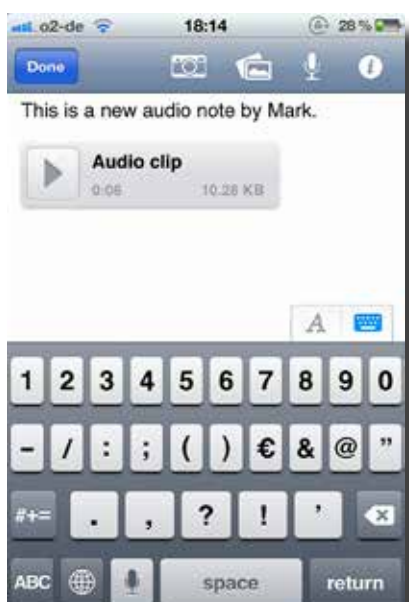 o2-de 18:14 28 %
Done
This is a new audio note by Mark.
Audio clip
0:06 10.28 KB
A
1 2 3 4 5 6 7 8 9 0
- / : ; ( ) € & @ "
#+= . , ? ! '
ABC space return